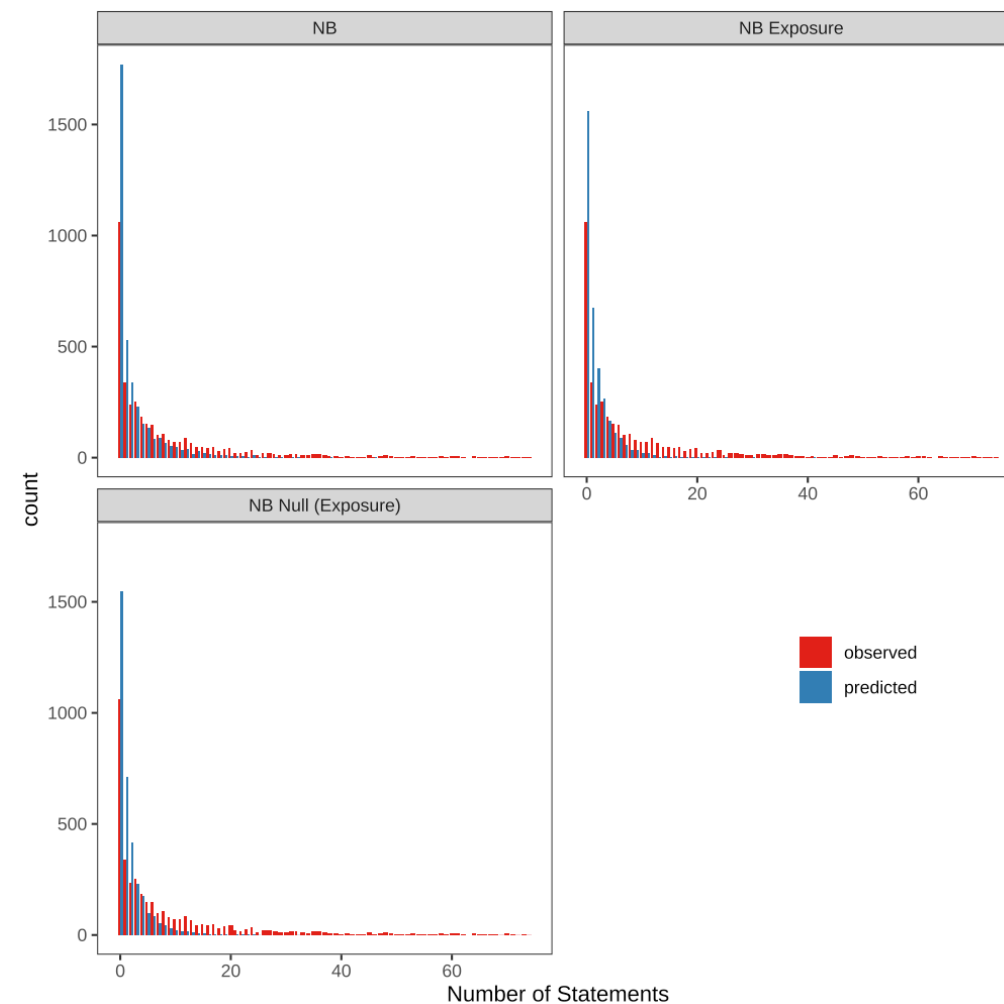 NB
NB Exposure
1500
1000
500
0
0
20
40
60
NB Null (Exposure)
1500
1000
500
0
0
20
40
60
count
Number of Statements
observed
predicted